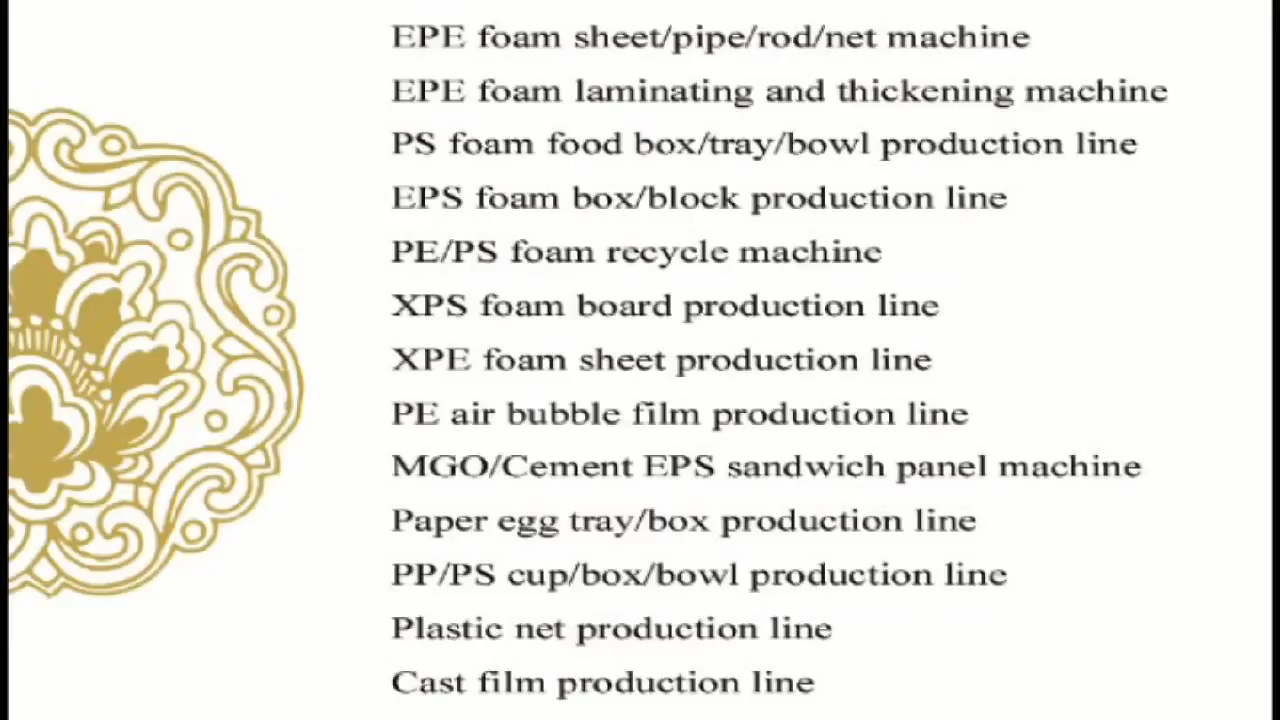 EPE foam sheet/pipe/rod/net machine
EPE foam laminating and thickening machine
PS foam food box/tray/bowl production line
EPS foam box/block production line
PE/PS foam recycle machine
XPS foam board production line
XPE foam sheet production line
PE air bubble film production line
MGO/Cement EPS sandwich panel machine
Paper egg tray/box production line
PP/PS cup/box/bowl production line
Plastic net production line
Cast film production line